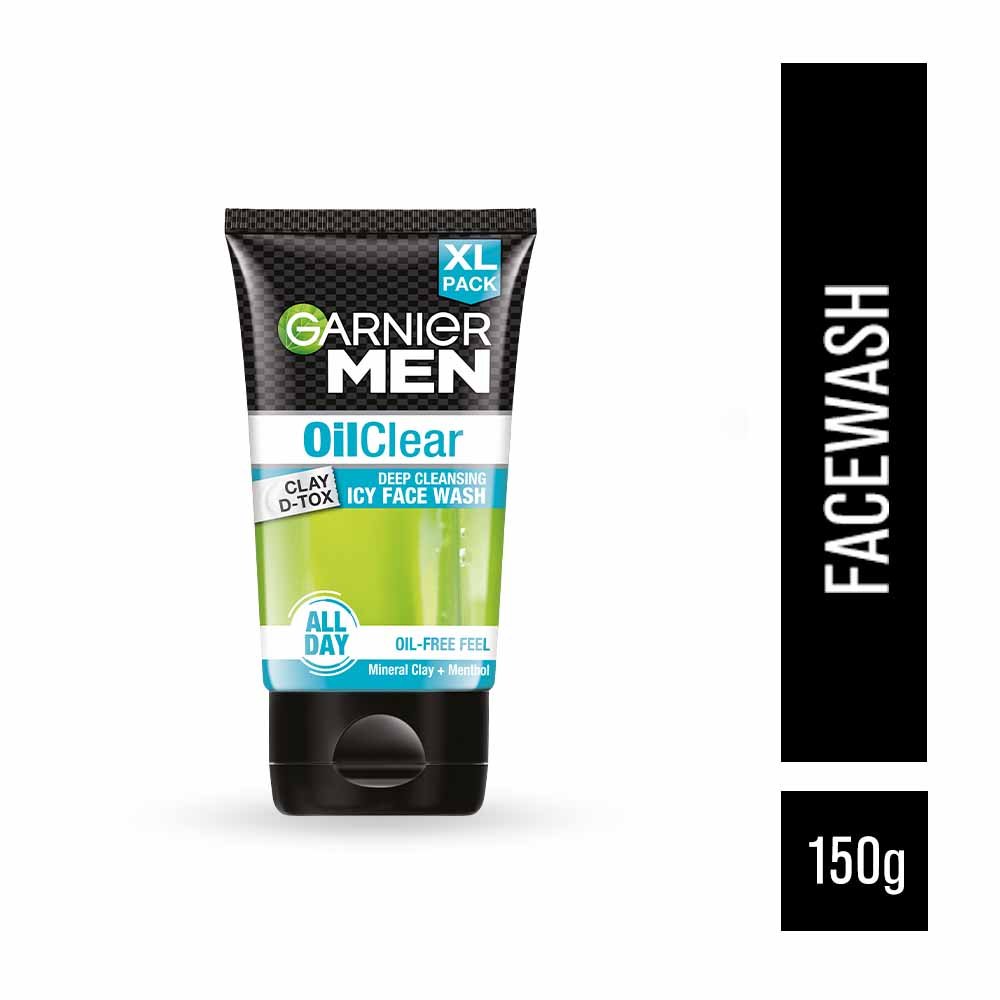 XL
PACK
GARNIER
MEN
OilClear
CLAY
D-TOX
DEEP CLEANSING
ICY FACE WASH
ALL
DAY
OIL-FREE FEEL
Mineral Clay + Menthol
FACEWASH
150g